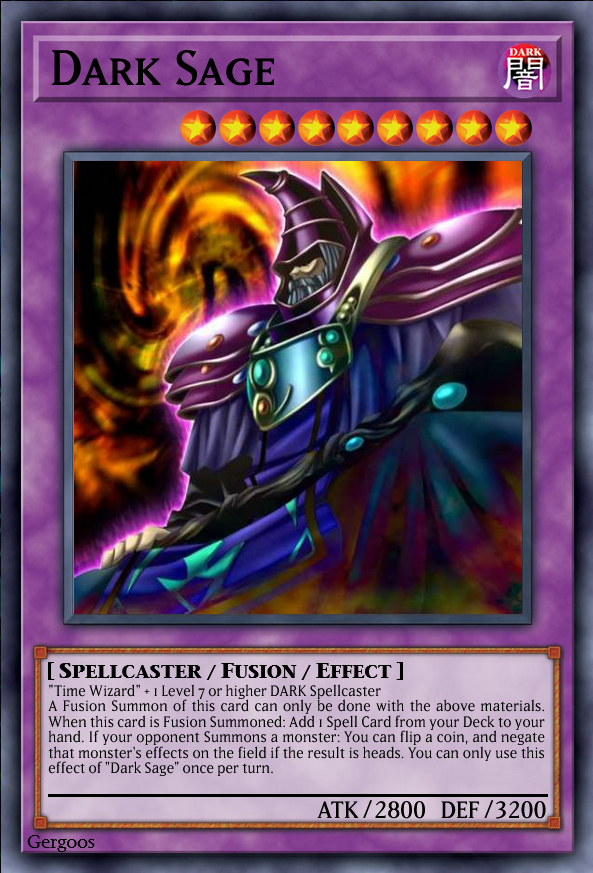 Dark Sage
DARK
闇
[ Spellcaster / Fusion / Effect ]
"Time Wizard" + 1 Level 7 or higher DARK Spellcaster
A Fusion Summon of this card can only be done with the above materials.
When this card is Fusion Summoned: Add 1 Spell Card from your Deck to your
hand. If your opponent Summons a monster: You can flip a coin, and negate
that monster's effects on the field if the result is heads. You can only use this
effect of "Dark Sage" once per turn.
ATK/2800 DEF/3200
Gergoos